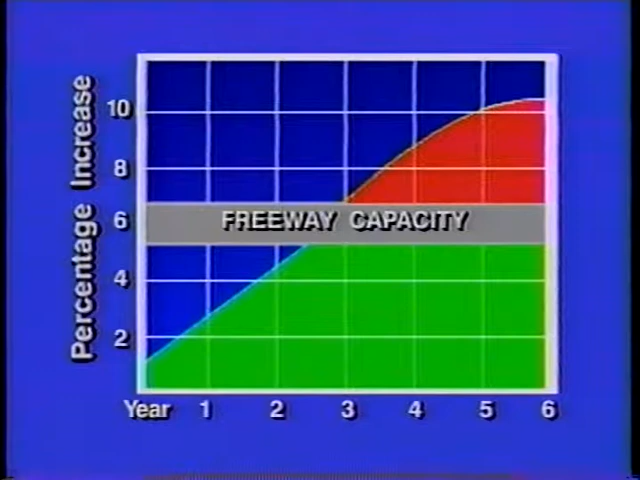 Percentage Increase
10
8
6
4
2
FREEWAY CAPACITY
Year 1 2 3 4 5 6